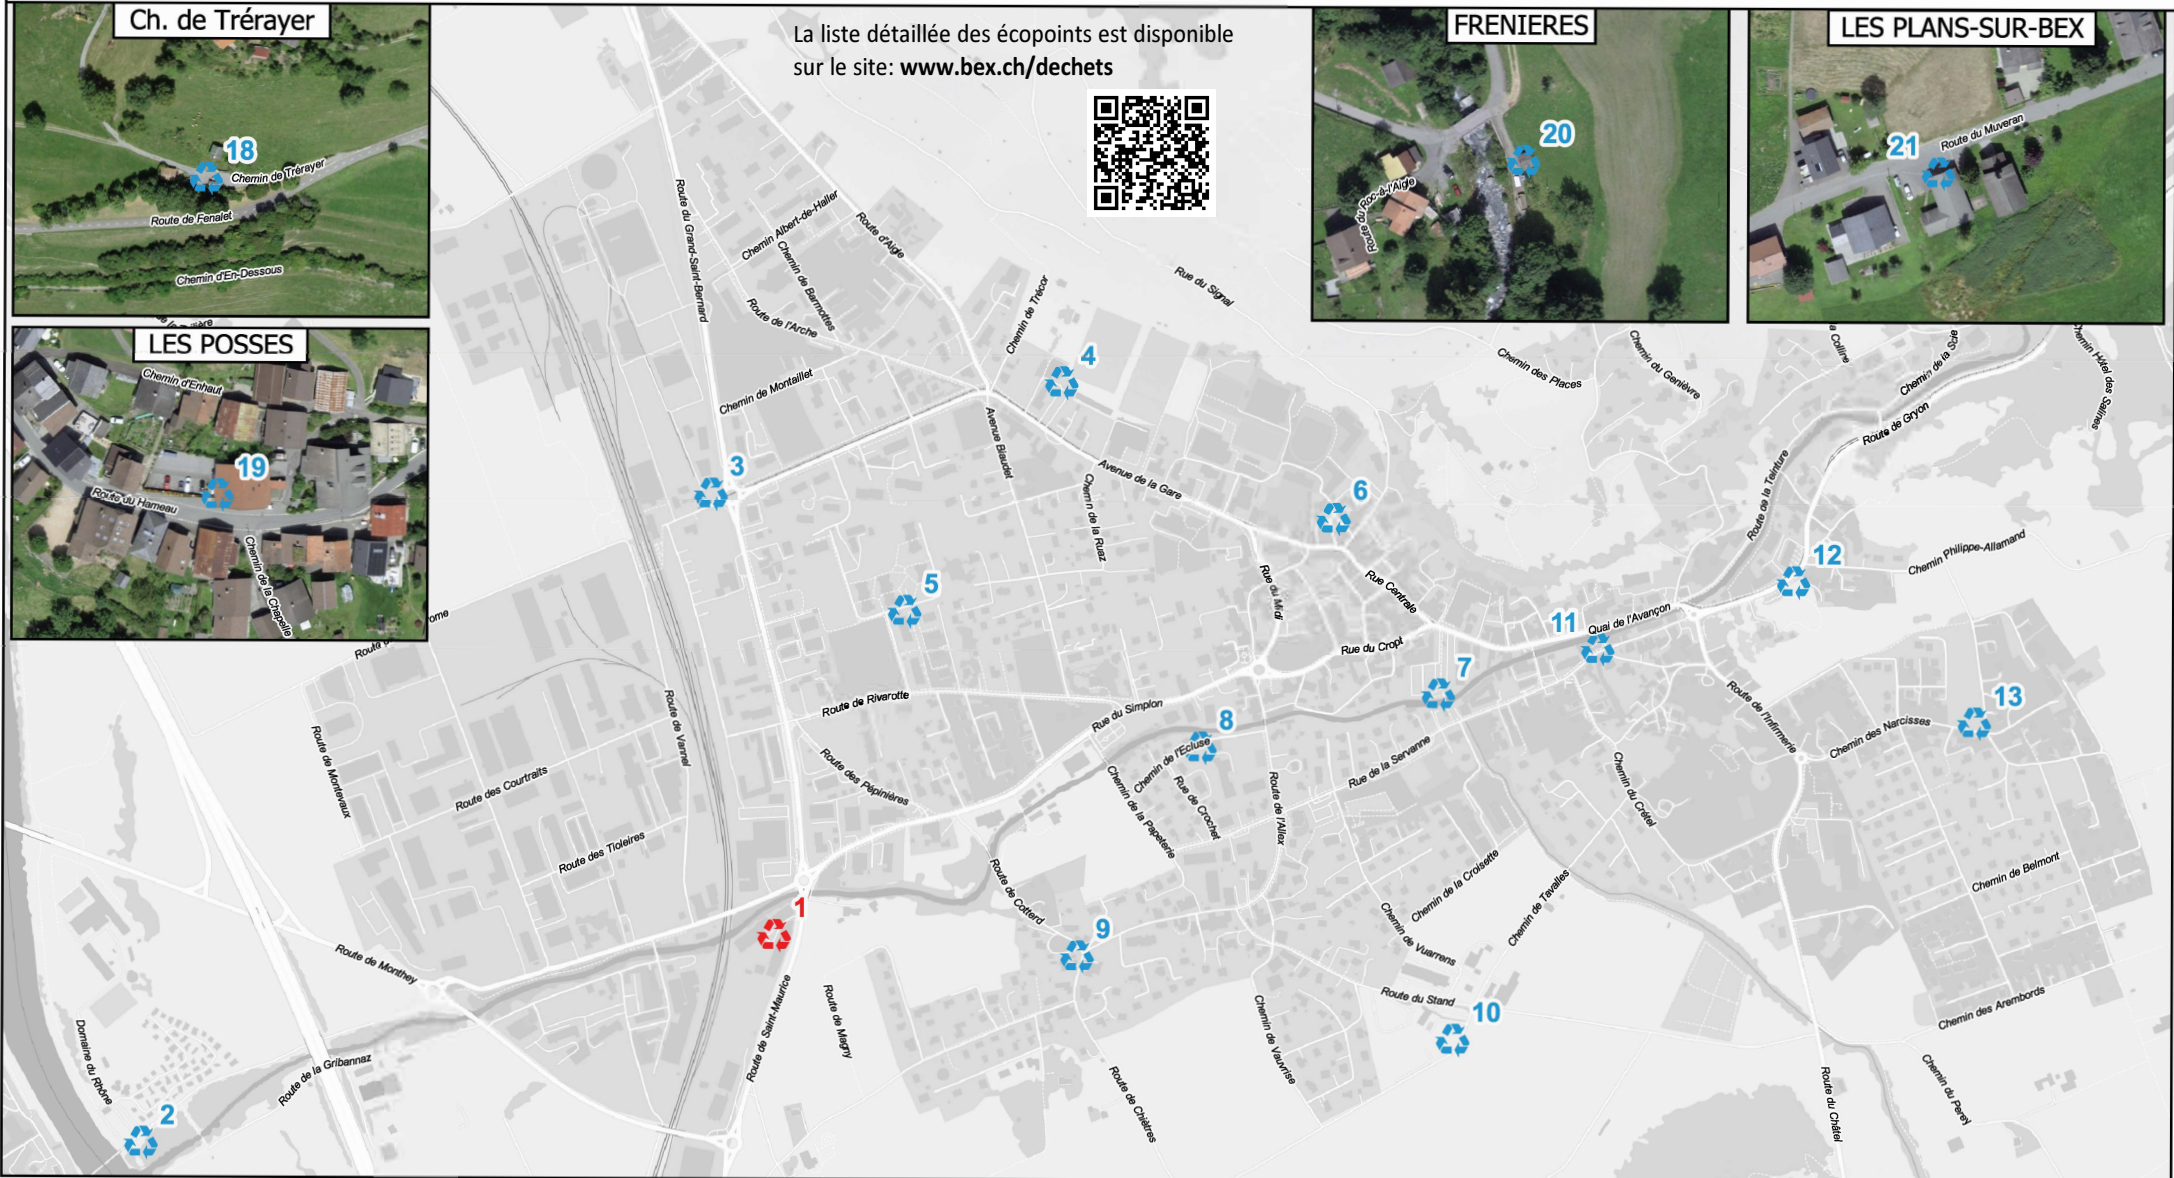 Ch. de Trérayer
18
Chemin de Trérayer
Route de Fenalet
Chemin d'En-Dessous
La liste détaillée des écopoints est disponible
sur le site: www.bex.ch/dechets
FRENIERES
20
Route du Roc-à-l'Aigle
LES PLANS-SUR-BEX
21
Route du Muveran
LES POSSES
Chemin d'Enhaut
19
Route du Hameau
Chemin de la Chapelle
Route du Grand-Saint-Bernard
Chemin Albert-de-Haller
Chemin de Barmottes
Route d'Aigle
Route de l'Arche
Chemin de Montaillet
Chemin de Trécor
Rue du Signal
4
3
Avenue Biaudet
Avenue de la Gare
Chemin de la Ruaz
6
5
Rue du Midi
Rue Centrale
Rue du Cropt
Chemin des Places
Chemin du Genièvre
a Colline
Chemin de la Scie
Chemin Hôtel des Salines
Route de Gryon
Route de la Teinture
12
Chemin Philippe-Allamand
11
Quai de l'Avançon
7
8
13
Chemin des Narcisses
Route de l'Infirmerie
Route de Vannel
Route de Rivarotte
Rue du Simplon
Route des Pépinières
Chemin de l'Ecluse
Rue de Crochet
Chemin de la Papeterie
Route de l'Allex
Rue de la Servanne
Chemin du Crétel
Route de Montevaux
Route des Courtraits
Route des Tioleires
Chemin de la Croisette
Chemin de Tavalles
Chemin de Vuarrens
Chemin de Belmont
Route de Cotterd
1
9
Route de Monthey
Route de Saint-Maurice
Route de Magny
Route du Stand
10
Chemin des Arembords
Chemin de Vauvrise
Domaine du Rhône
Route de la Gribannaz
2
Route de Chiètres
Route du Châtel
Chemin du Perey